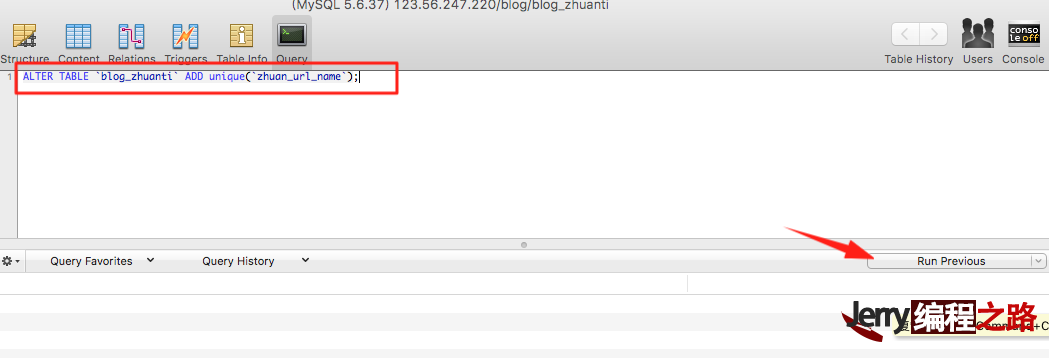 (MySQL 5.6.37) 123.56.247.220/blog/blog_zhuanti
Structure Content Relations Triggers Table Info Query Table History Users Console
console off
1 ALTER TABLE `blog_zhuanti` ADD unique(`zhuan_url_name`);
Query Favorites Query History Run Previous
Jerry编程之路
Command+C